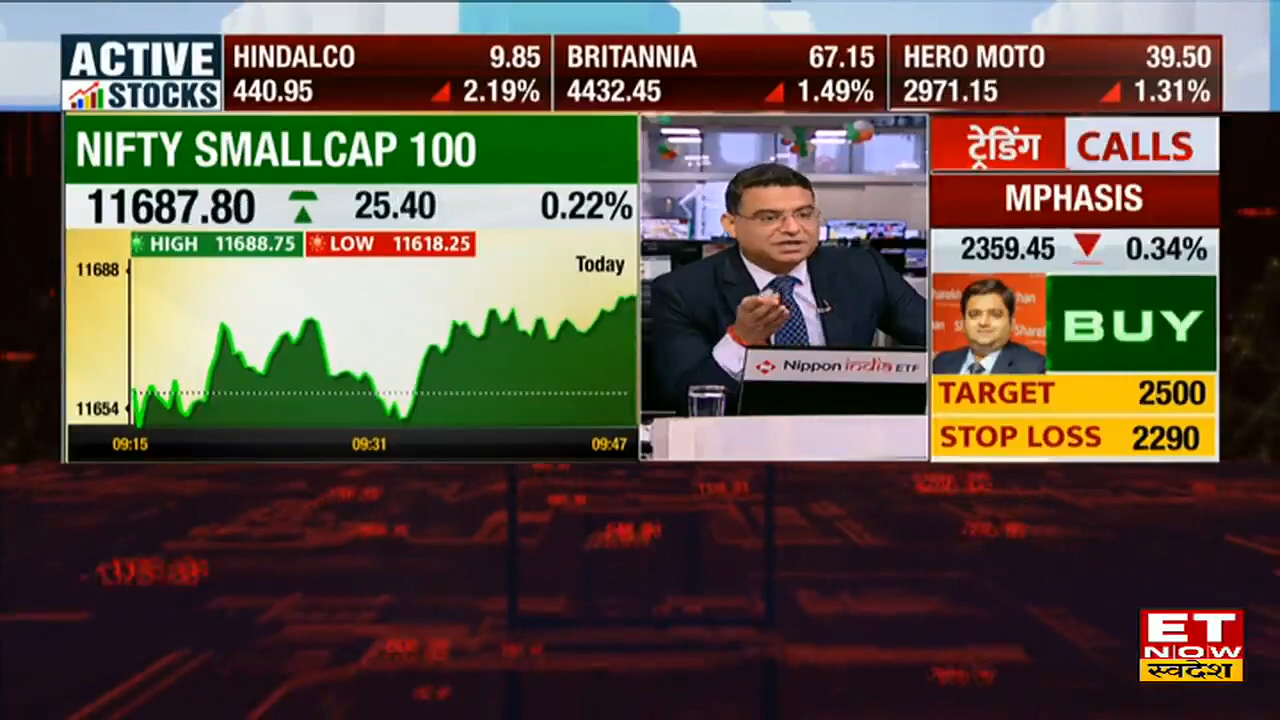 ACTIVE STOCKS
HINDALCO 9.85
440.95 2.19%
BRITANNIA 67.15
4432.45 1.49%
HERO MOTO 39.50
2971.15 1.31%
NIFTY SMALLCAP 100
11687.80 25.40 0.22%
HIGH 11688.75 LOW 11618.25
Today
11688
11654
09:15 09:31 09:47
Nippon india ETF
ट्रेडिंग CALLS
MPHASIS
2359.45 0.34%
BUY
TARGET 2500
STOP LOSS 2290
ET
NOW
स्वदेश